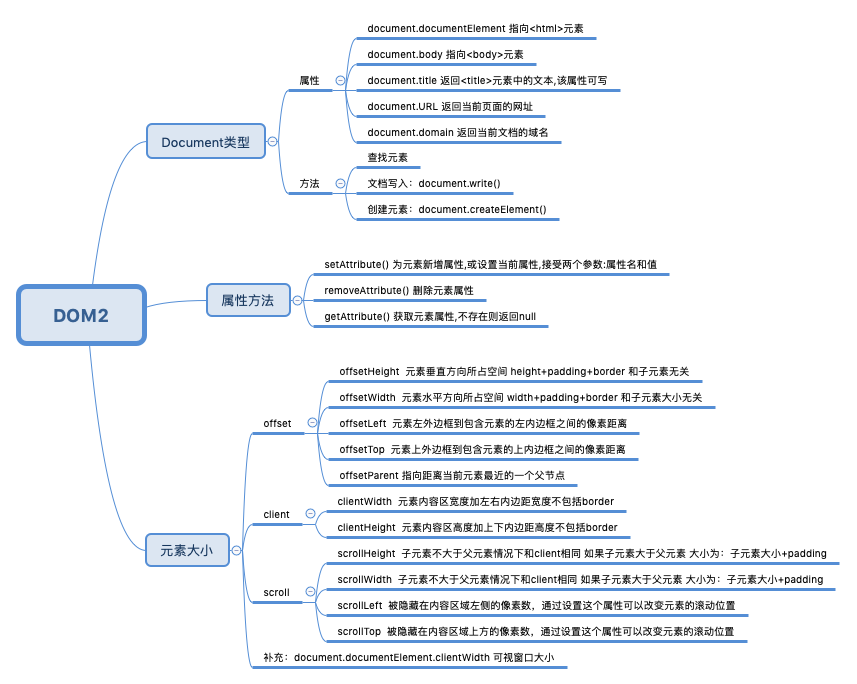 DOM2
Document类型
属性
document.documentElement 指向<html>元素
document.body 指向<body>元素
document.title 返回<title>元素中的文本,该属性可写
document.URL 返回当前页面的网址
document.domain 返回当前文档的域名
方法
查找元素
文档写入：document.write()
创建元素：document.createElement()
属性方法
setAttribute() 为元素新增属性,或设置当前属性,接受两个参数:属性名和值
removeAttribute() 删除元素属性
getAttribute() 获取元素属性,不存在则返回null
元素大小
offset
offsetHeight 元素垂直方向所占空间 height+padding+border 和子元素无关
offsetWidth 元素水平方向所占空间 width+padding+border 和子元素大小无关
offsetLeft 元素左外边框到包含元素的左内边框之间的像素距离
offsetTop 元素上外边框到包含元素的上内边框之间的像素距离
offsetParent 指向距离当前元素最近的一个父节点
client
clientWidth 元素内容区宽度加左右内边距宽度不包括border
clientHeight 元素内容区高度加上下内边距高度不包括border
scroll
scrollHeight 子元素不大于父元素情况下和client相同 如果子元素大于父元素 大小为：子元素大小+padding
scrollWidth 子元素不大于父元素情况下和client相同 如果子元素大于父元素 大小为：子元素大小+padding
scrollLeft 被隐藏在内容区域左侧的像素数，通过设置这个属性可以改变元素的滚动位置
scrollTop 被隐藏在内容区域上方的像素数，通过设置这个属性可以改变元素的滚动位置
补充：document.documentElement.clientWidth 可视窗口大小